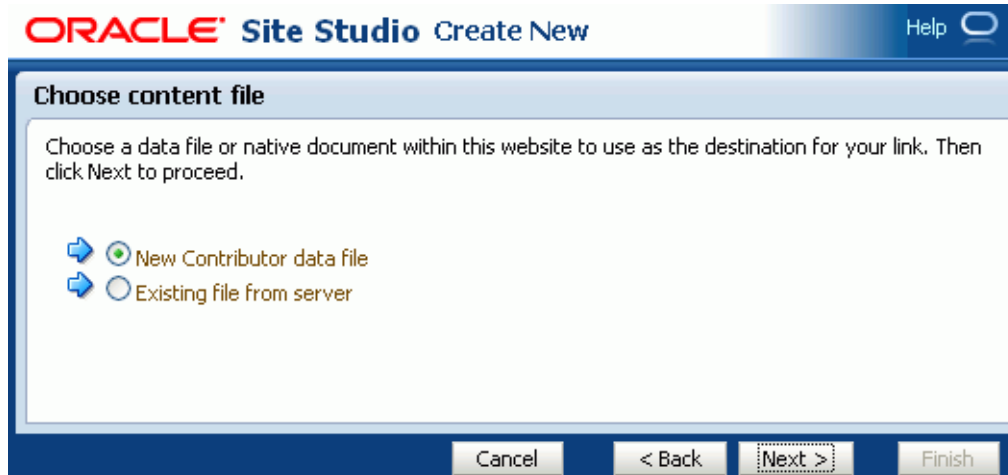 ORACLE Site Studio Create New Help
Choose content file
Choose a data file or native document within this website to use as the destination for your link. Then
click Next to proceed.
New Contributor data file
Existing file from server
Cancel < Back Next > Finish